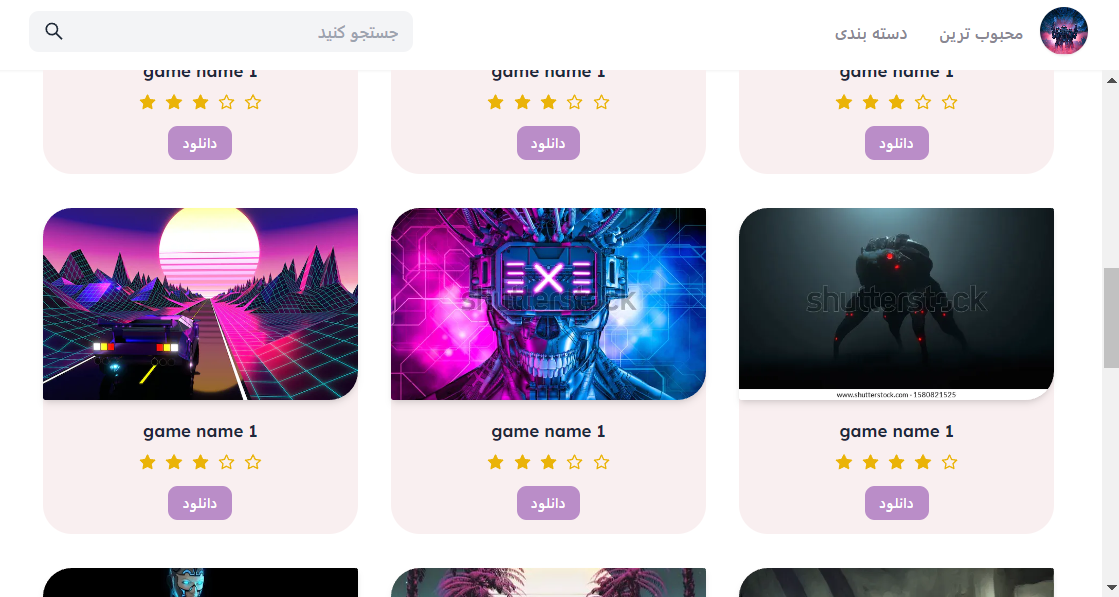 محبوب ترین
دسته بندی
جستجو کنید
game name 1
game name 1
game name 1
دانلود
دانلود
دانلود
shutterstock
shutterstock
www.shutterstock.com · 1580821525
game name 1
game name 1
game name 1
دانلود
دانلود
دانلود